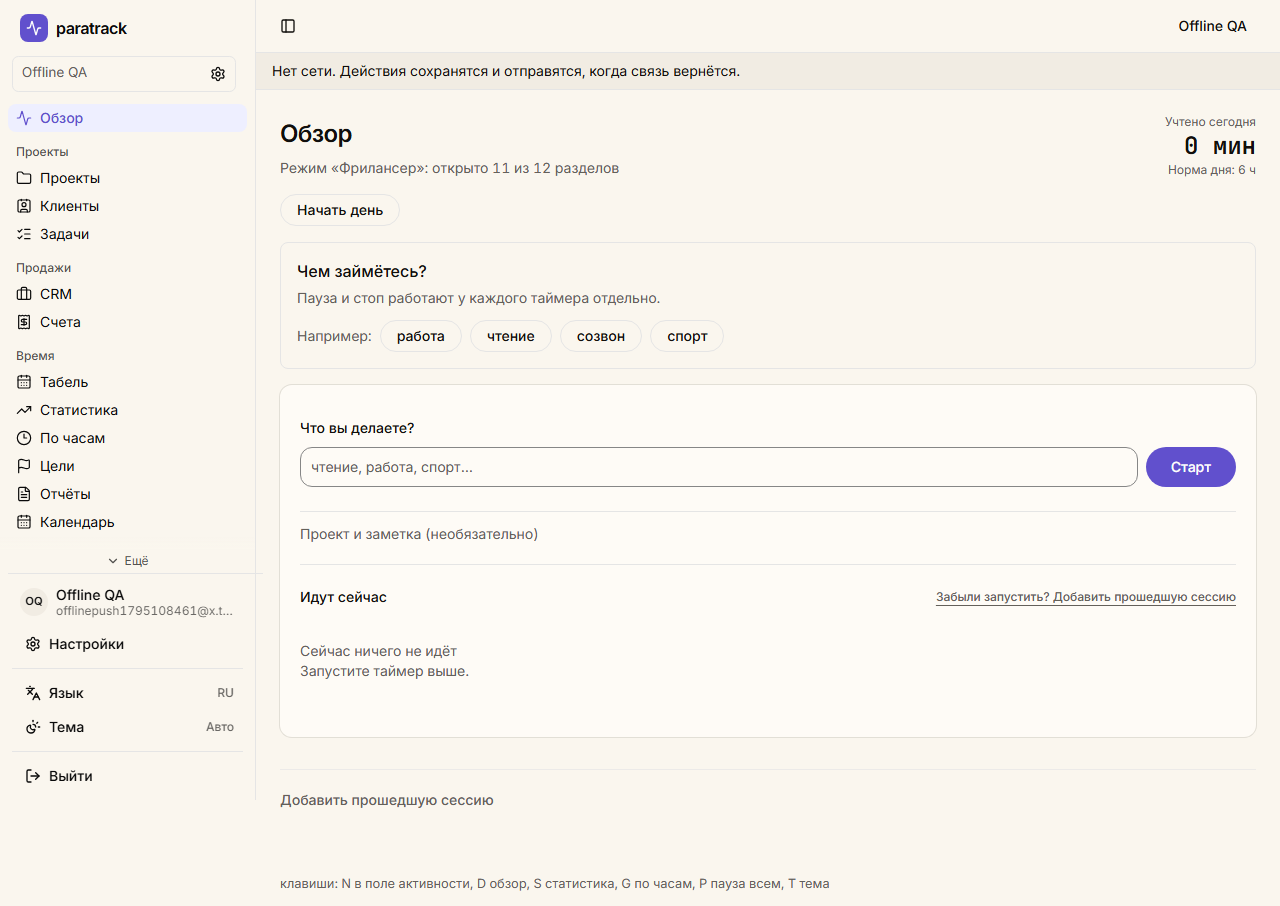 paratrack
Offline QA
Обзор
Проекты
Проекты
Клиенты
Задачи
Продажи
CRM
Счета
Время
Табель
Статистика
По часам
Цели
Отчёты
Календарь
Ещё
OQ
Offline QA
offlinepush1795108461@x.t...
Настройки
Язык RU
Тема Авто
Выйти
Offline QA
Нет сети. Действия сохранятся и отправятся, когда связь вернётся.
Обзор
Режим «Фрилансер»: открыто 11 из 12 разделов
Учтено сегодня
0 мин
Норма дня: 6 ч
Начать день
Чем займётесь?
Пауза и стоп работают у каждого таймера отдельно.
Например: работа чтение созвон спорт
Что вы делаете?
чтение, работа, спорт... Старт
Проект и заметка (необязательно)
Идут сейчас Забыли запустить? Добавить прошедшую сессию
Сейчас ничего не идёт
Запустите таймер выше.
Добавить прошедшую сессию
клавиши: N в поле активности, D обзор, S статистика, G по часам, P пауза всем, T тема